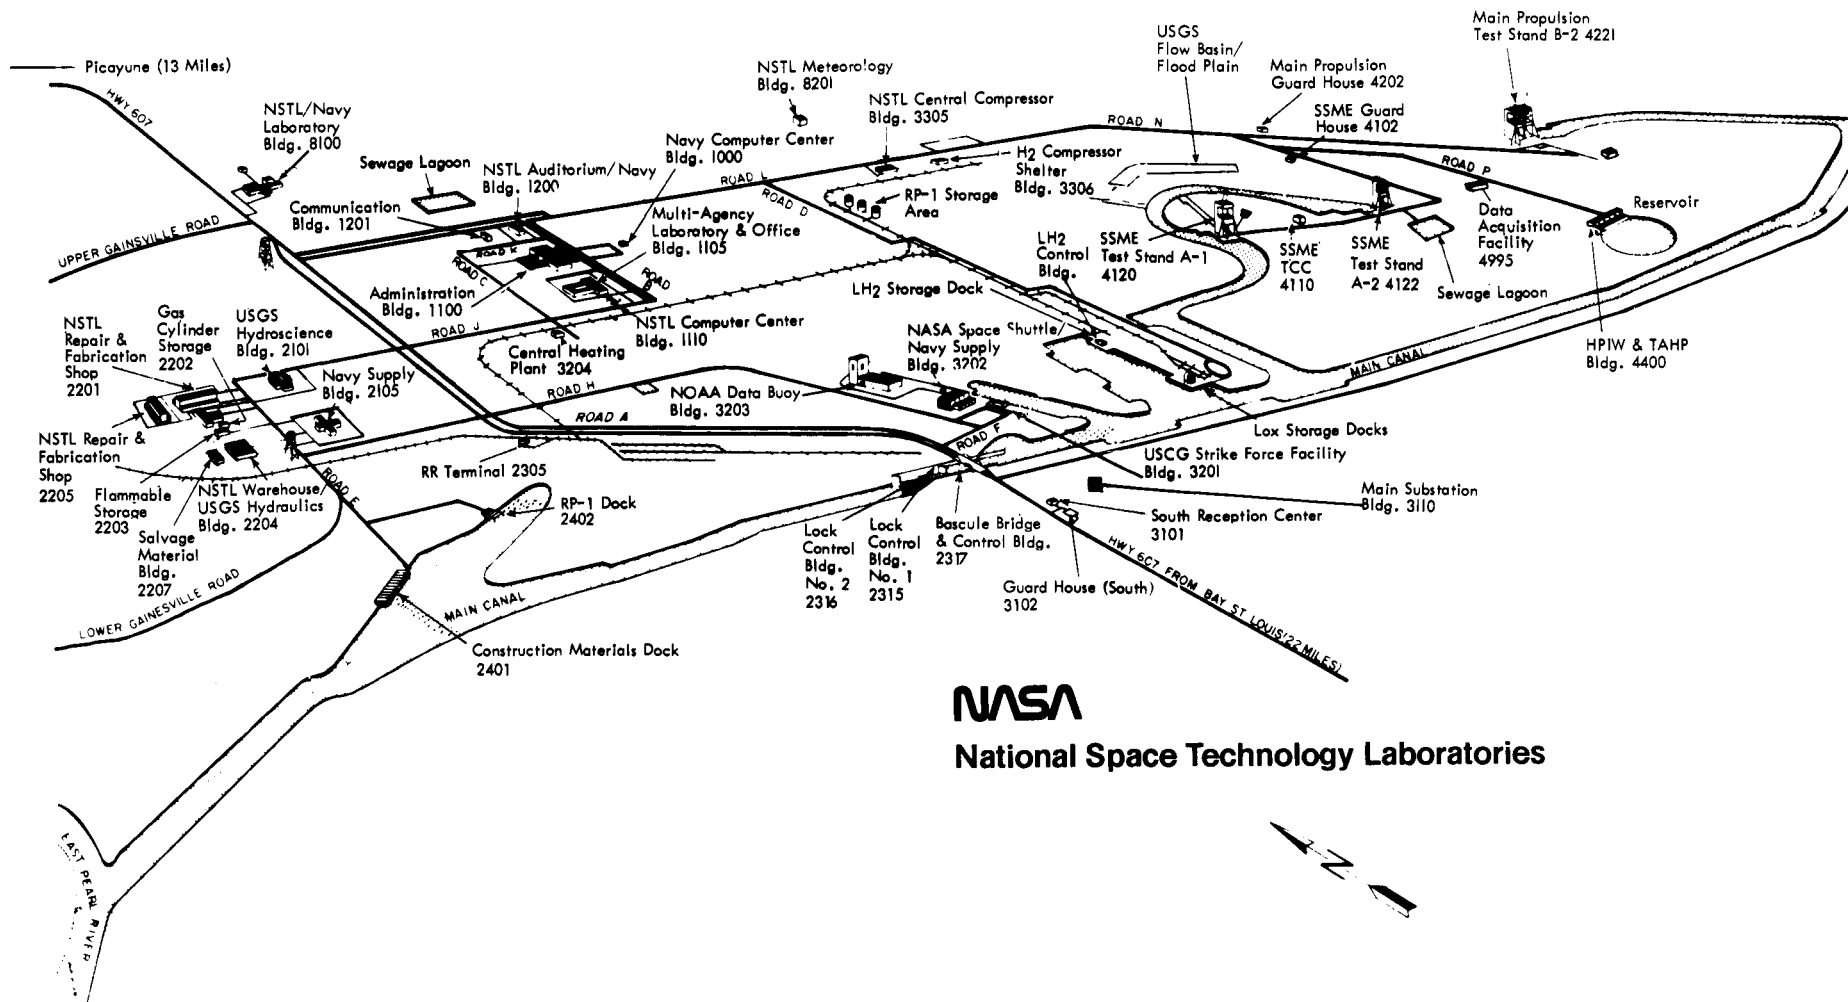 Picayune (13 Miles)
HWY 607
NSTL/Navy
Laboratory
Bldg. 8100
Sewage Lagoon
NSTL Auditorium/Navy
Bldg. 1200
Communication
Bldg. 1201
NSTL Meteorology
Bldg. 8201
Navy Computer Center
Bldg. 1000
Multi-Agency
Laboratory & Office
Bldg. 1105
NSTL Central Compressor
Bldg. 3305
H2 Compressor
Shelter
Bldg. 3306
RP-1 Storage
Area
USGS
Flow Basin/
Flood Plain
Main Propulsion
Guard House 4202
SSME Guard
House 4102
Main Propulsion
Test Stand B-2 4221
ROAD N
ROAD P
ROAD L
ROAD D
Reservoir
Data
Acquisition
Facility
4995
UPPER GAINSVILLE ROAD
ROAD K
ROAD C
ROAD B
Administration
Bldg. 1100
ROAD J
NSTL Computer Center
Bldg. 1110
Central Heating
Plant 3204
LH2
Control
Bldg.
LH2 Storage Dock
SSME
Test Stand A-1
4120
SSME
TCC
4110
SSME
Test Stand
A-2 4122
Sewage Lagoon
HPIW & TAHP
Bldg. 4400
MAIN CANAL
NSTL
Repair &
Fabrication
Shop
2201
Gas
Cylinder
Storage
2202
USGS
Hydroscience
Bldg. 2101
Navy Supply
Bldg. 2105
ROAD H
ROAD A
NOAA Data Buoy
Bldg. 3203
NASA Space Shuttle/
Navy Supply
Bldg. 3202
ROAD F
Lox Storage Docks
USCG Strike Force Facility
Bldg. 3201
Main Substation
Bldg. 3110
South Reception Center
3101
NSTL Repair &
Fabrication
Shop
2205
Flammable
Storage
2203
NSTL Warehouse/
USGS Hydraulics
Bldg. 2204
Salvage
Material
Bldg.
2207
ROAD E
RR Terminal 2305
RP-1 Dock
2402
Lock
Control
Bldg.
No. 2
2316
Lock
Control
Bldg.
No. 1
2315
Bascule Bridge
& Control Bldg.
2317
Guard House (South)
3102
HWY 607 FROM BAY ST. LOUIS (22 MILES)
LOWER GAINESVILLE ROAD
MAIN CANAL
Construction Materials Dock
2401
NASA
National Space Technology Laboratories
EAST PEARL RIVER
N